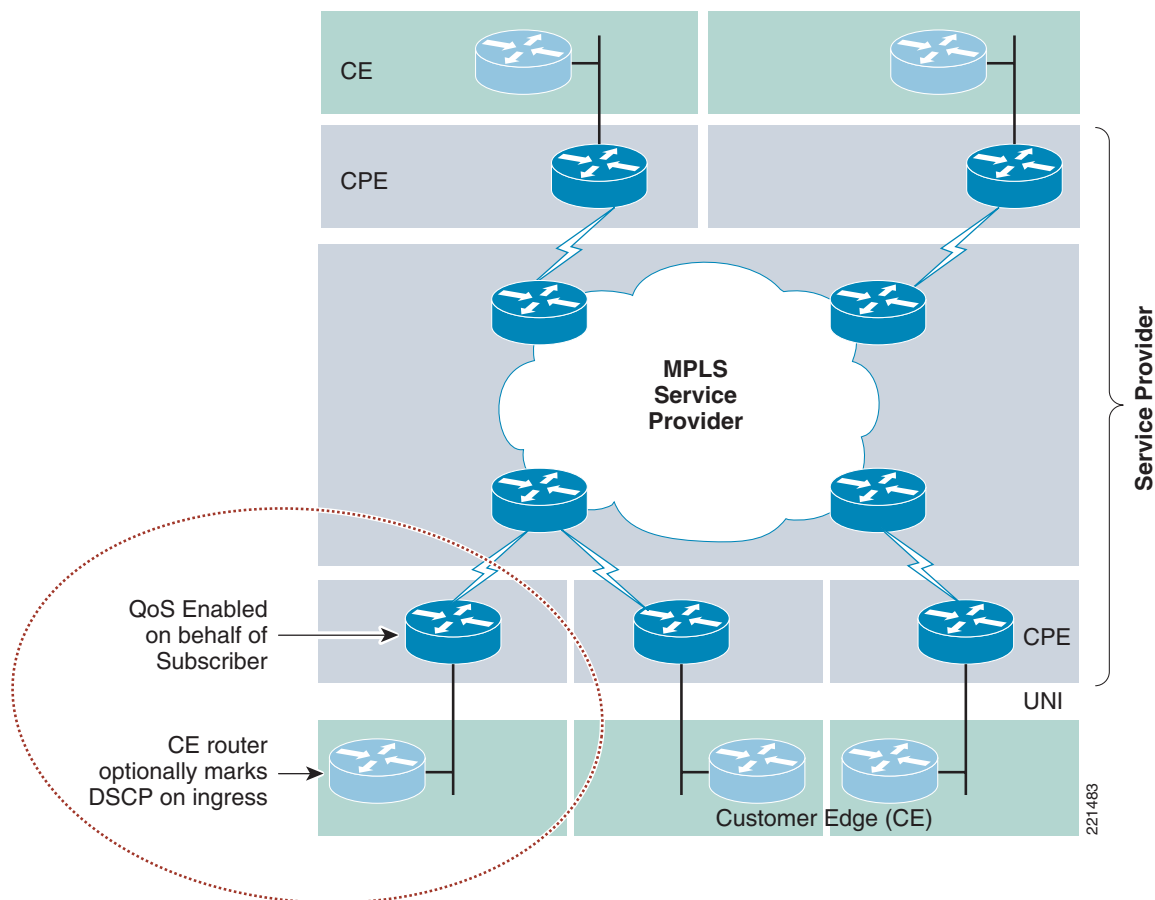 CE
CPE
MPLS
Service
Provider
Service Provider
QoS Enabled
on behalf of
Subscriber
CPE
UNI
CE router
optionally marks
DSCP on ingress
Customer Edge (CE)
221483